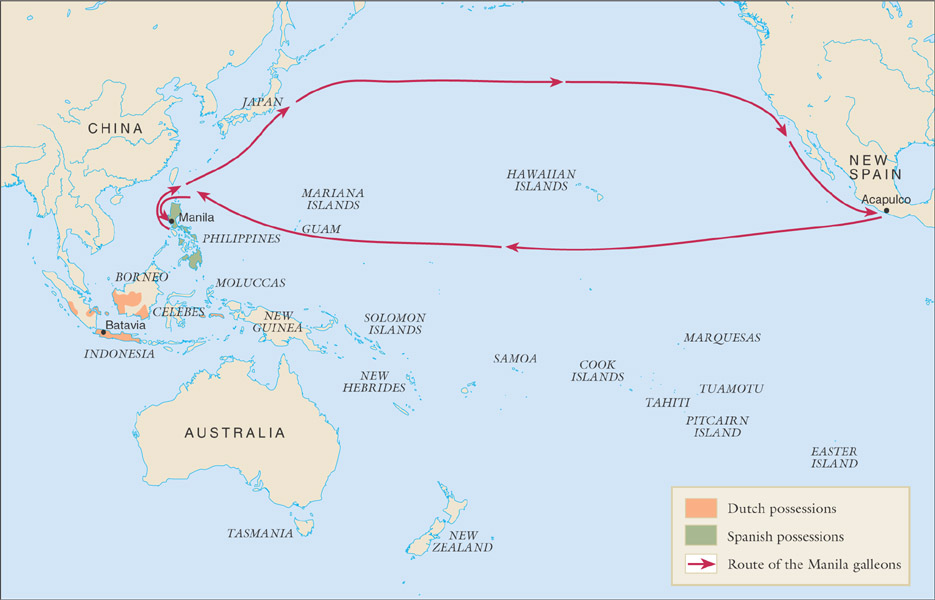 JAPAN
CHINA
NEW
SPAIN
Acapulco
HAWAIIAN
ISLANDS
MARIANA
ISLANDS
Manila
GUAM
PHILIPPINES
BORNEO
MOLUCCAS
CELEBES
Batavia
NEW
GUINEA
SOLOMON
ISLANDS
INDONESIA
MARQUESAS
SAMOA
COOK
ISLANDS
NEW
HEBRIDES
TUAMOTU
TAHITI
PITCAIRN
ISLAND
AUSTRALIA
EASTER
ISLAND
TASMANIA
NEW
ZEALAND
Dutch possessions
Spanish possessions
Route of the Manila galleons